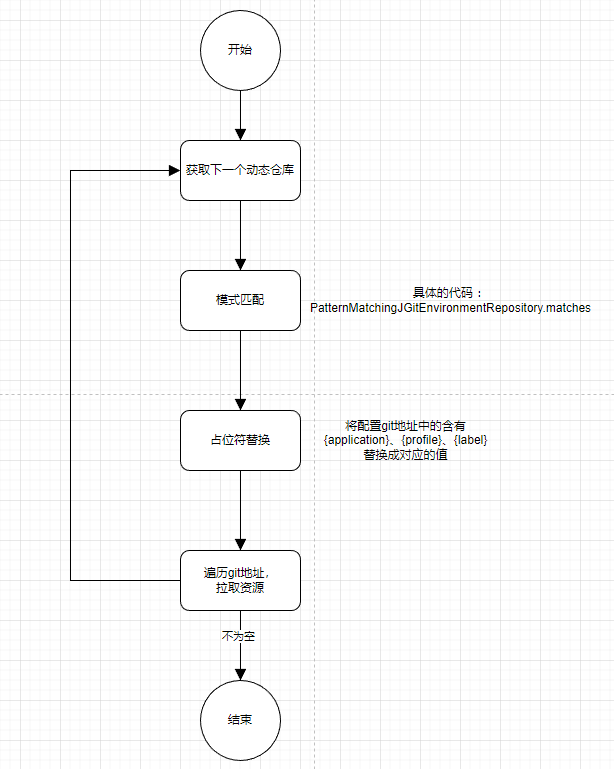 开始
获取下一个动态仓库
模式匹配
具体的代码：
PatternMatchingJGitEnvironmentRepository.matches
占位符替换
将配置git地址中的含有
{application}、{profile}、{label}
替换成对应的值
遍历git地址，
拉取资源
不为空
结束